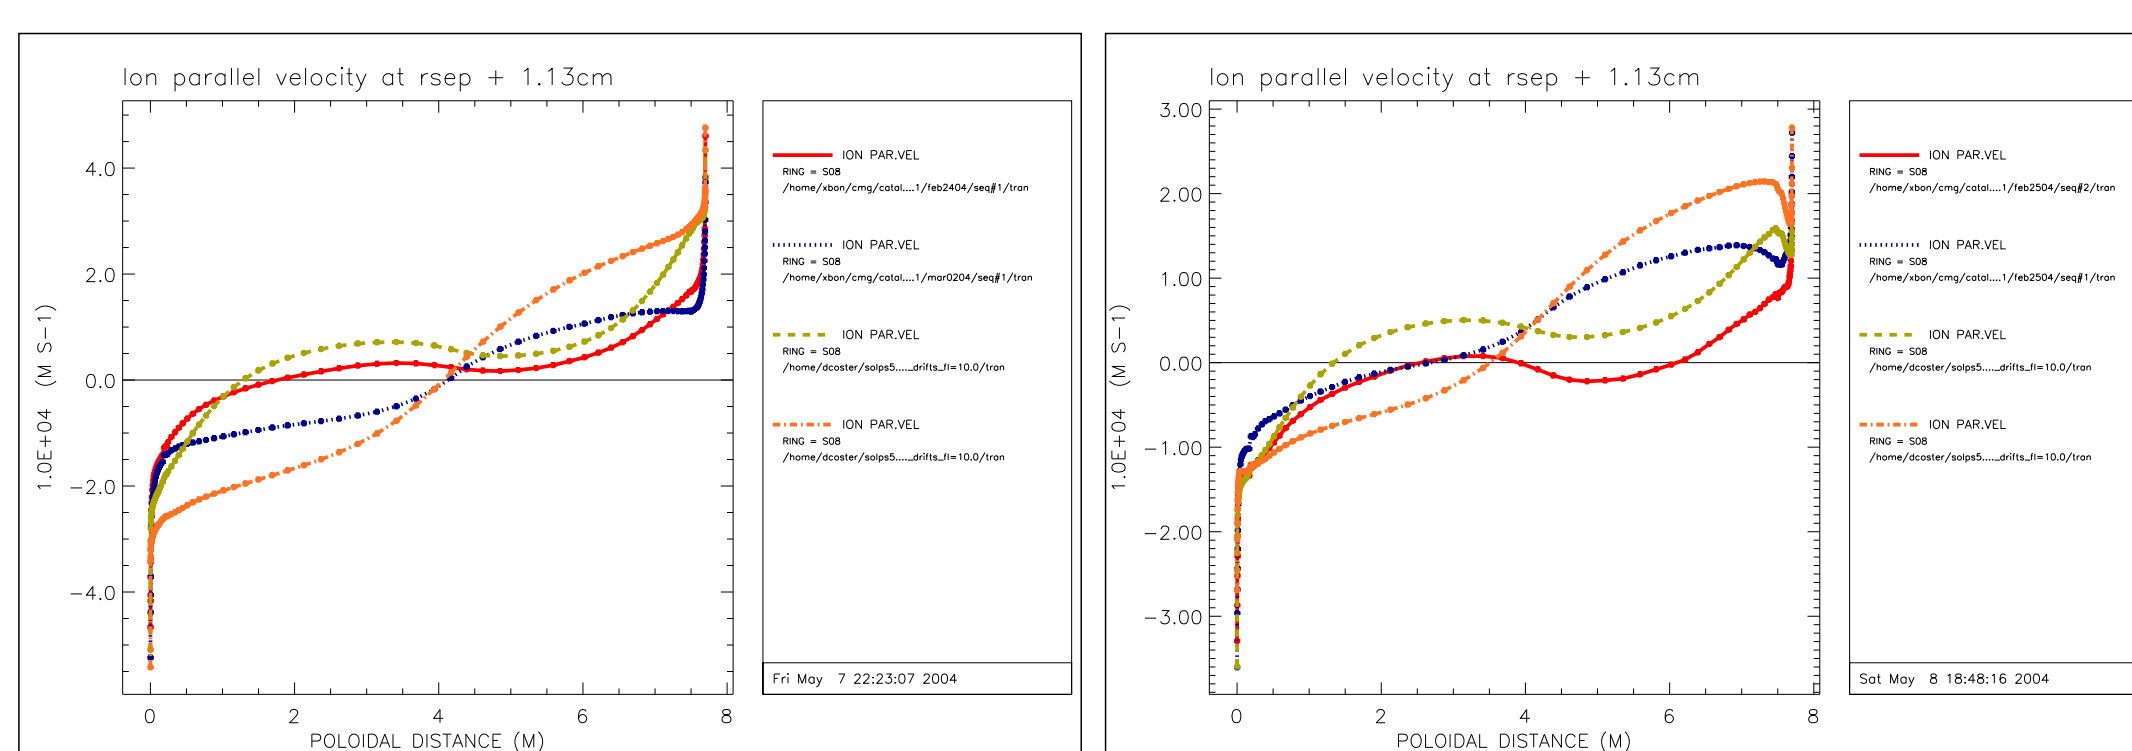 Ion parallel velocity at rsep + 1.13cm
4.0
2.0
0.0
−2.0
−4.0
1.0E+04 (M S−1)
0 2 4 6 8
POLOIDAL DISTANCE (M)
ION PAR.VEL
RING = S08
/home/xbon/cmg/catal....1/feb2404/seq#1/tran
ION PAR.VEL
RING = S08
/home/xbon/cmg/catal....1/mar0204/seq#1/tran
ION PAR.VEL
RING = S08
/home/dcoster/solps5...._drifts_fl=10.0/tran
ION PAR.VEL
RING = S08
/home/dcoster/solps5...._drifts_fl=10.0/tran
Fri May 7 22:23:07 2004
Ion parallel velocity at rsep + 1.13cm
3.00
2.00
1.00
0.00
−1.00
−2.00
−3.00
1.0E+04 (M S−1)
0 2 4 6 8
POLOIDAL DISTANCE (M)
ION PAR.VEL
RING = S08
/home/xbon/cmg/catal....1/feb2504/seq#2/tran
ION PAR.VEL
RING = S08
/home/xbon/cmg/catal....1/feb2504/seq#1/tran
ION PAR.VEL
RING = S08
/home/dcoster/solps5...._drifts_fl=10.0/tran
ION PAR.VEL
RING = S08
/home/dcoster/solps5...._drifts_fl=10.0/tran
Sat May 8 18:48:16 2004